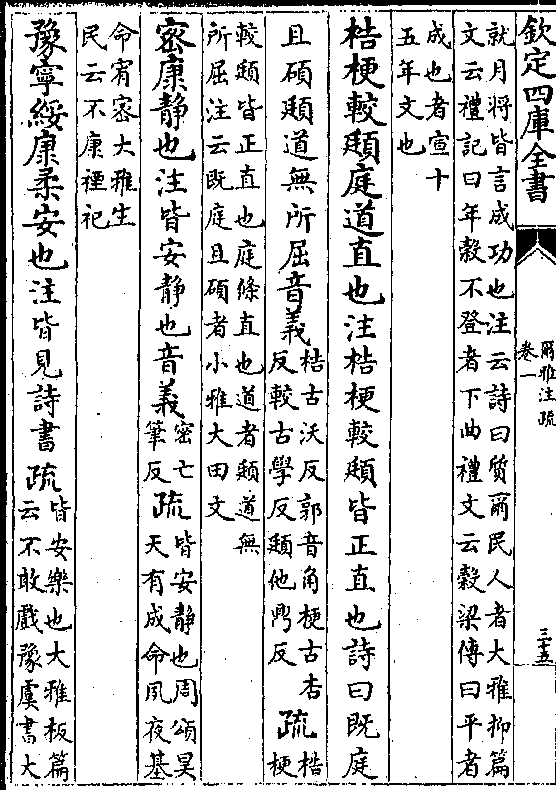 欽定四庫全書
爾雅注疏
卷一
三十五
就月將皆言成功也注云詩曰質爾民人者大雅抑篇
文云禮記曰年榖不登者下曲禮文云榖梁傳曰平者
成也者宣十
五年文也
梏梗較頲庭道直也注梏梗較頲皆正直也詩曰既庭
且碩頲道無所屈音義
梏古沃反郭音角梗古杏
反較古學反頲他鼎反
疏
梏
梗
較頲皆正直也庭條直也道者頲道無
所屈注云既庭且碩者小雅大田文
密康靜也注皆安靜也音義
密亡
筆反
疏
皆安靜也周頌昊
天有成命夙夜基
命宥密大雅生
民云不康禋祀
豫寧綏康柔安也注皆見詩書疏
皆安樂也大雅板篇
云不敢戲豫虞書大